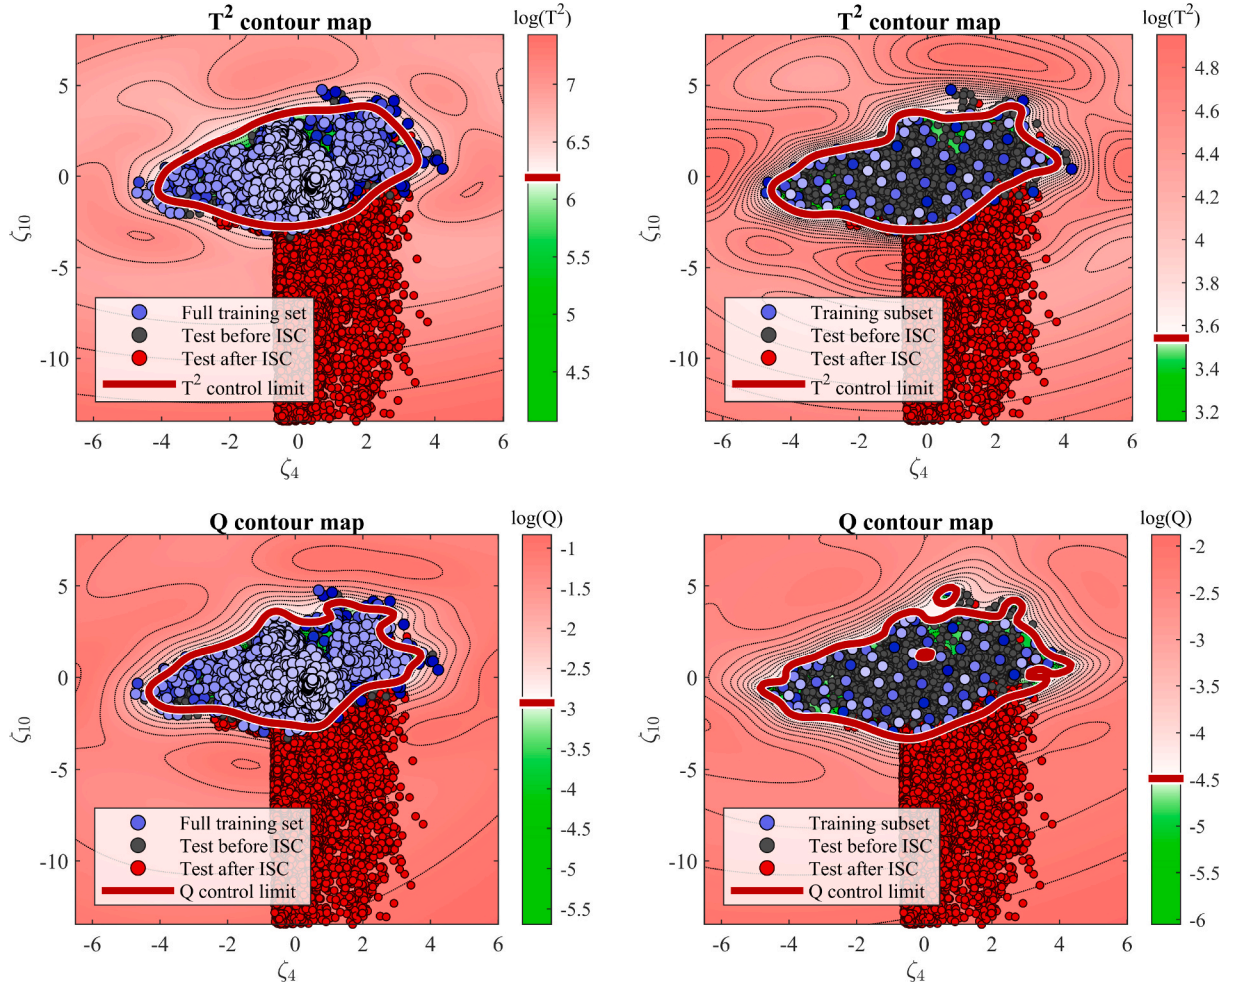 T² contour map
log(T²)
5
0
-5
-10
ζ₁₀
Full training set
Test before ISC
Test after ISC
T² control limit
-6 -4 -2 0 2 4 6
ζ₄
7
6.5
6
5.5
5
4.5
T² contour map
log(T²)
5
0
-5
-10
ζ₁₀
Training subset
Test before ISC
Test after ISC
T² control limit
-6 -4 -2 0 2 4 6
ζ₄
4.8
4.6
4.4
4.2
4
3.8
3.6
3.4
3.2
Q contour map
log(Q)
5
0
-5
-10
ζ₁₀
Full training set
Test before ISC
Test after ISC
Q control limit
-6 -4 -2 0 2 4 6
ζ₄
-1
-1.5
-2
-2.5
-3
-3.5
-4
-4.5
-5
-5.5
Q contour map
log(Q)
5
0
-5
-10
ζ₁₀
Training subset
Test before ISC
Test after ISC
Q control limit
-6 -4 -2 0 2 4 6
ζ₄
-2
-2.5
-3
-3.5
-4
-4.5
-5
-5.5
-6